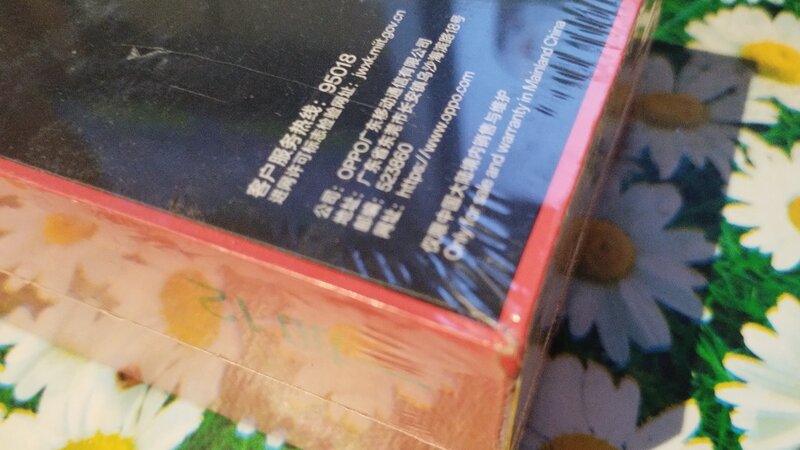 客户服务热线：95018
进网许可标志检验网址：jwxk.miit.gov.cn
公司：OPPO广东移动通信有限公司
地址：广东省东莞市长安镇乌沙海滨路18号
邮编：523860
网址：https://www.oppo.com
仅限中国大陆境内销售与维护
Only for sale and warranty in Mainland China